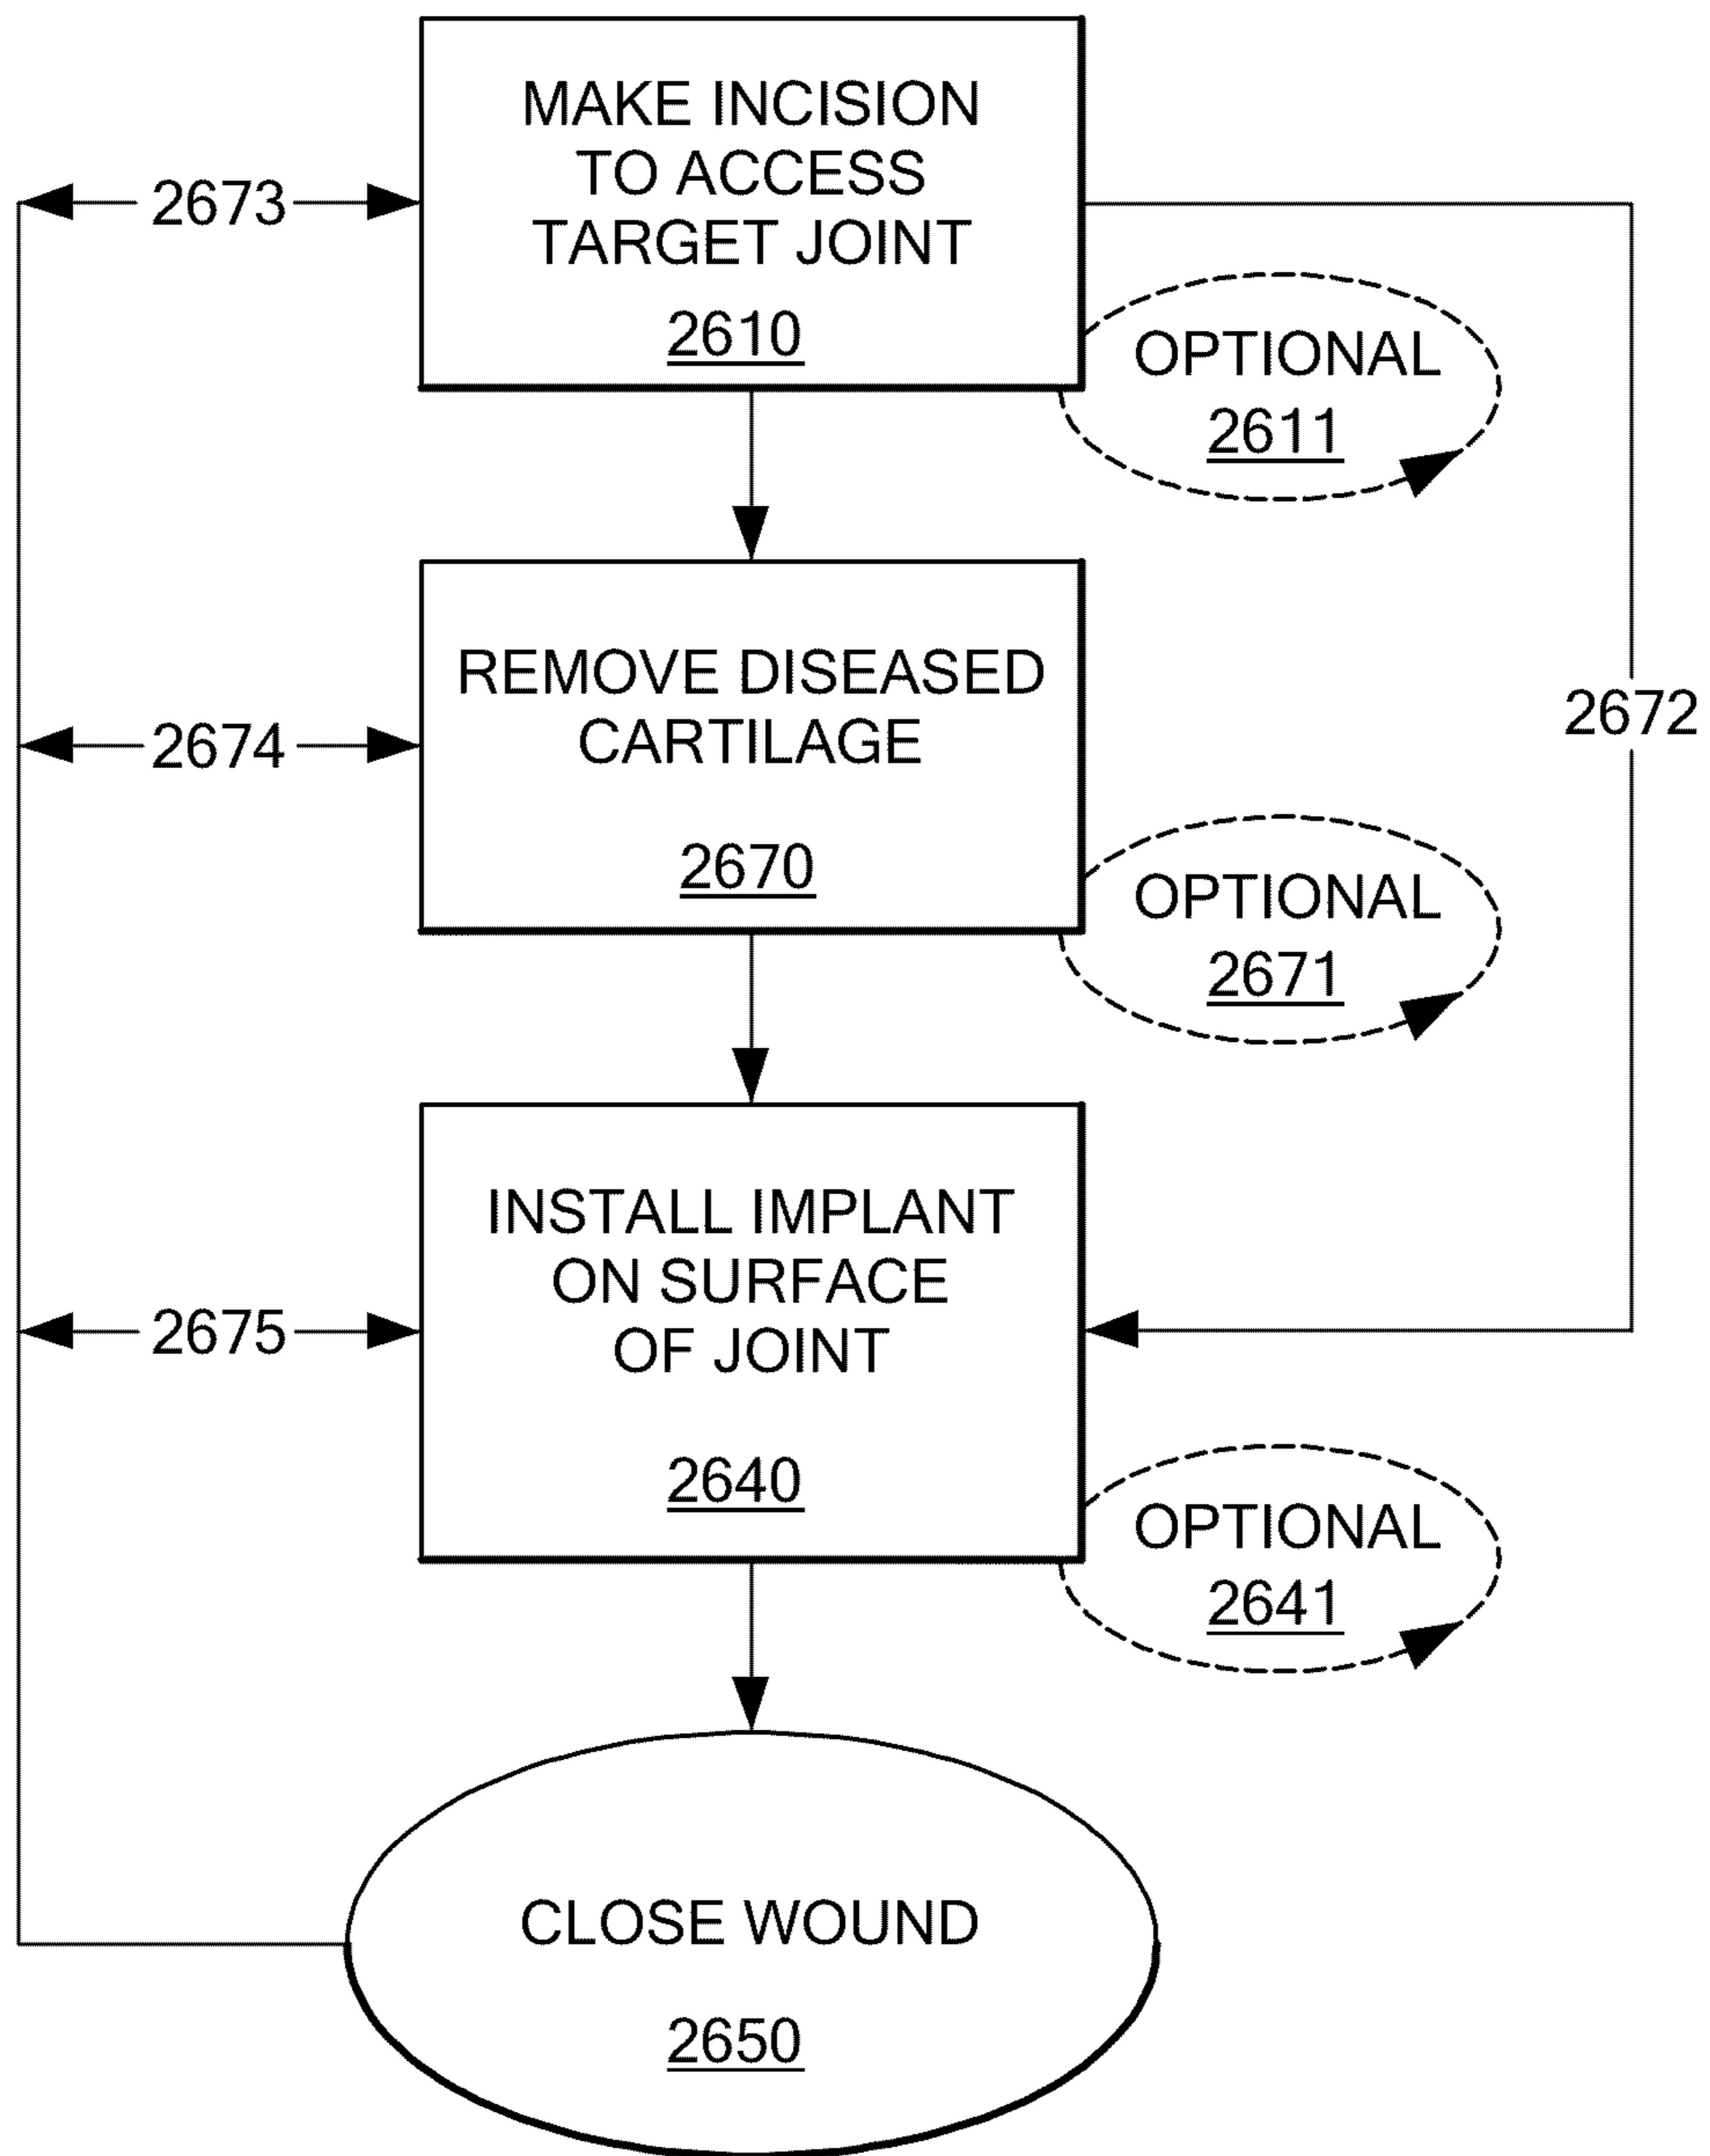 MAKE INCISION
TO ACCESS
TARGET JOINT
2610
2673
OPTIONAL
2611
REMOVE DISEASED
CARTILAGE
2670
2674
2672
OPTIONAL
2671
INSTALL IMPLANT
ON SURFACE
OF JOINT
2640
2675
OPTIONAL
2641
CLOSE WOUND
2650